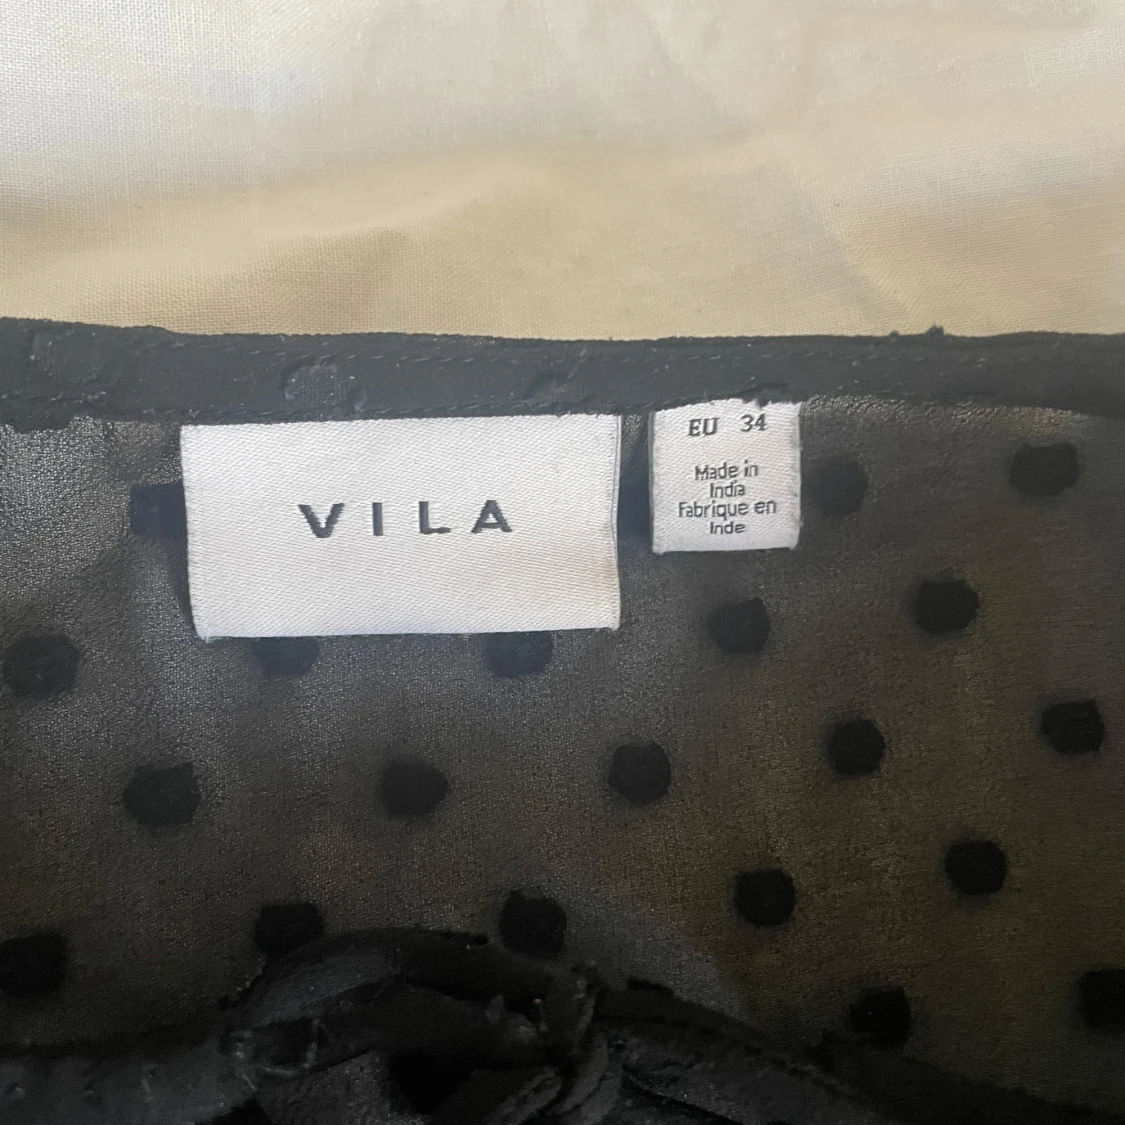 VILA
EU 34
Made in
India
Fabrique en
Inde